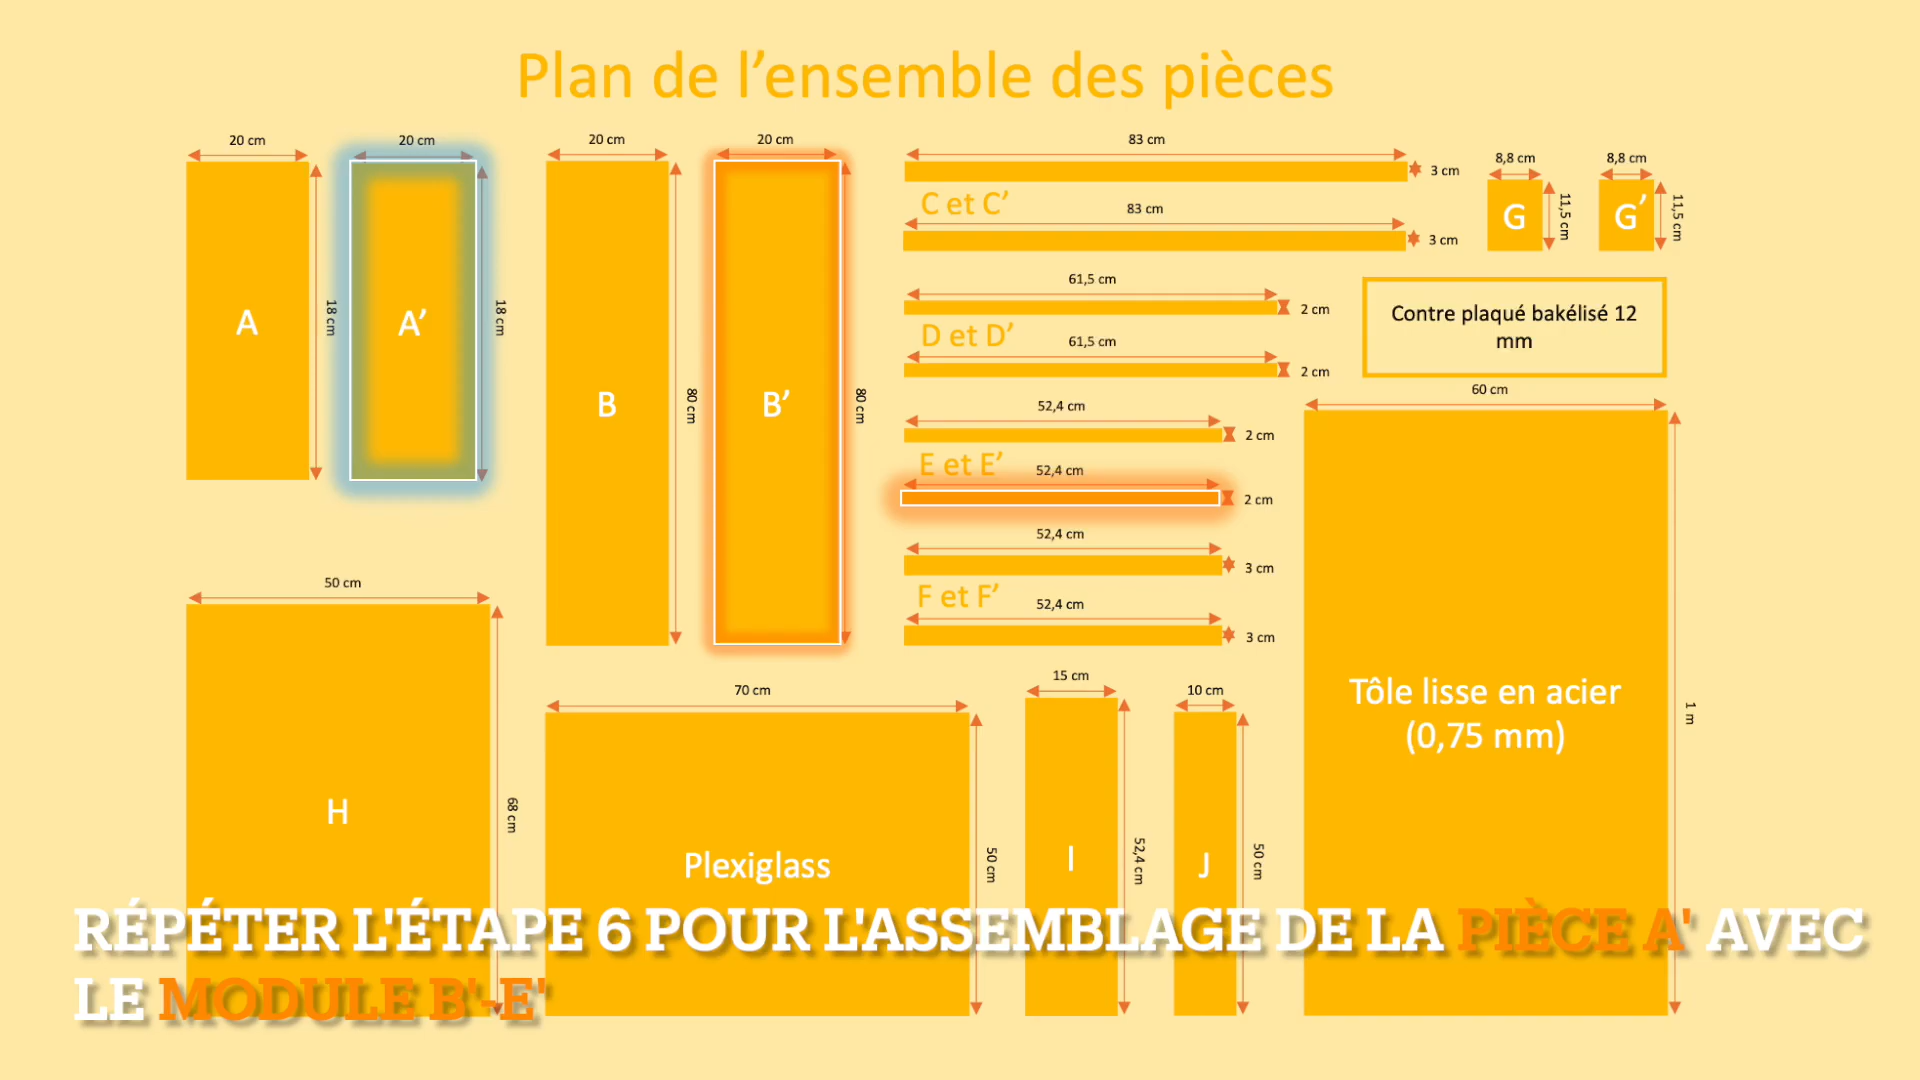 Plan de l’ensemble des pièces
20 cm
20 cm
20 cm
20 cm
83 cm
8,8 cm
8,8 cm
3 cm
C et C’
83 cm
3 cm
G
11,5 cm
G’
11,5 cm
A
18 cm
A’
18 cm
B
80 cm
B’
80 cm
61,5 cm
2 cm
D et D’
61,5 cm
2 cm
Contre plaqué bakélisé 12
mm
60 cm
52,4 cm
2 cm
E et E’
52,4 cm
2 cm
52,4 cm
3 cm
F et F’
52,4 cm
3 cm
50 cm
H
68 cm
70 cm
Plexiglass
50 cm
15 cm
I
52,4 cm
10 cm
J
50 cm
Tôle lisse en acier
(0,75 mm)
1 m
RÉPÉTER L'ÉTAPE 6 POUR L'ASSEMBLAGE DE LA PIÈCE A' AVEC
LE MODULE B'-E'